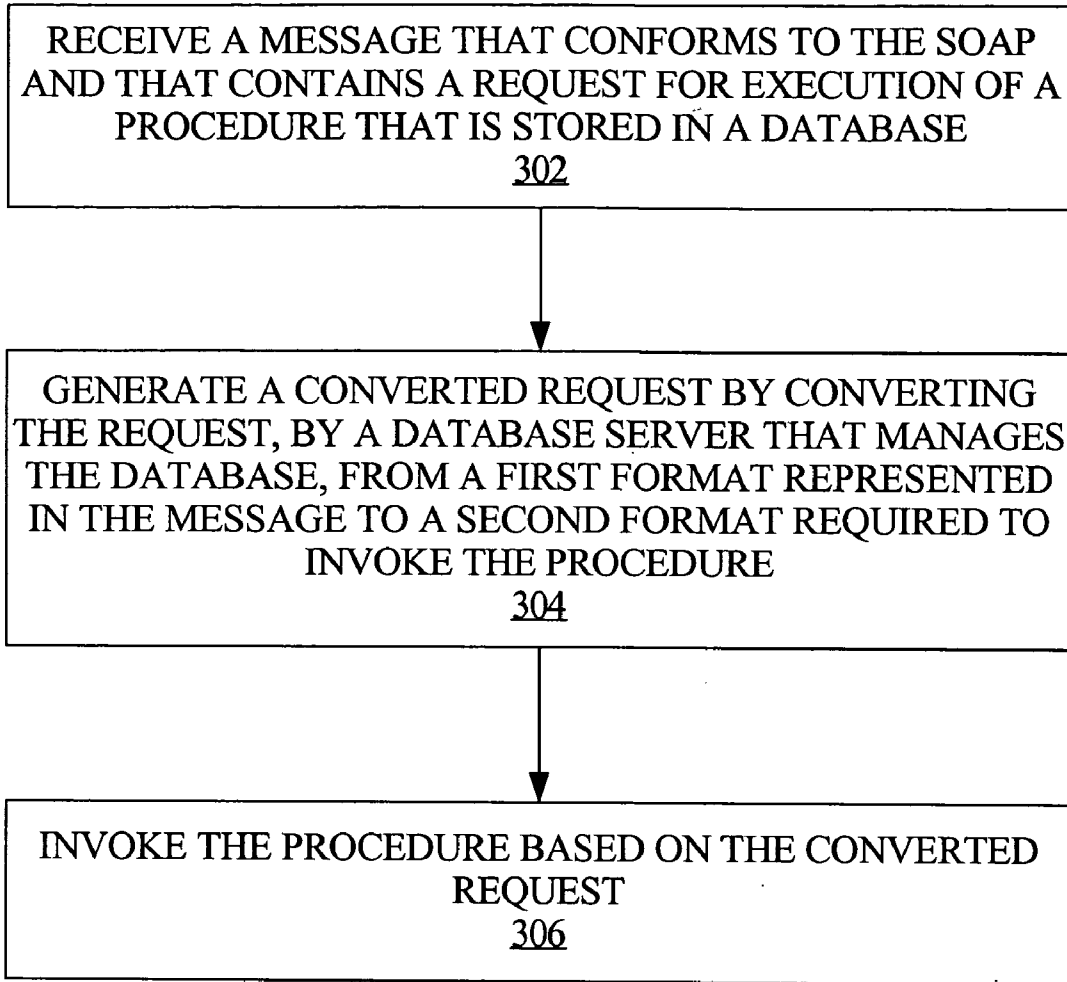 RECEIVE A MESSAGE THAT CONFORMS TO THE SOAP
AND THAT CONTAINS A REQUEST FOR EXECUTION OF A
PROCEDURE THAT IS STORED IN A DATABASE
302
GENERATE A CONVERTED REQUEST BY CONVERTING
THE REQUEST, BY A DATABASE SERVER THAT MANAGES
THE DATABASE, FROM A FIRST FORMAT REPRESENTED
IN THE MESSAGE TO A SECOND FORMAT REQUIRED TO
INVOKE THE PROCEDURE
304
INVOKE THE PROCEDURE BASED ON THE CONVERTED
REQUEST
306